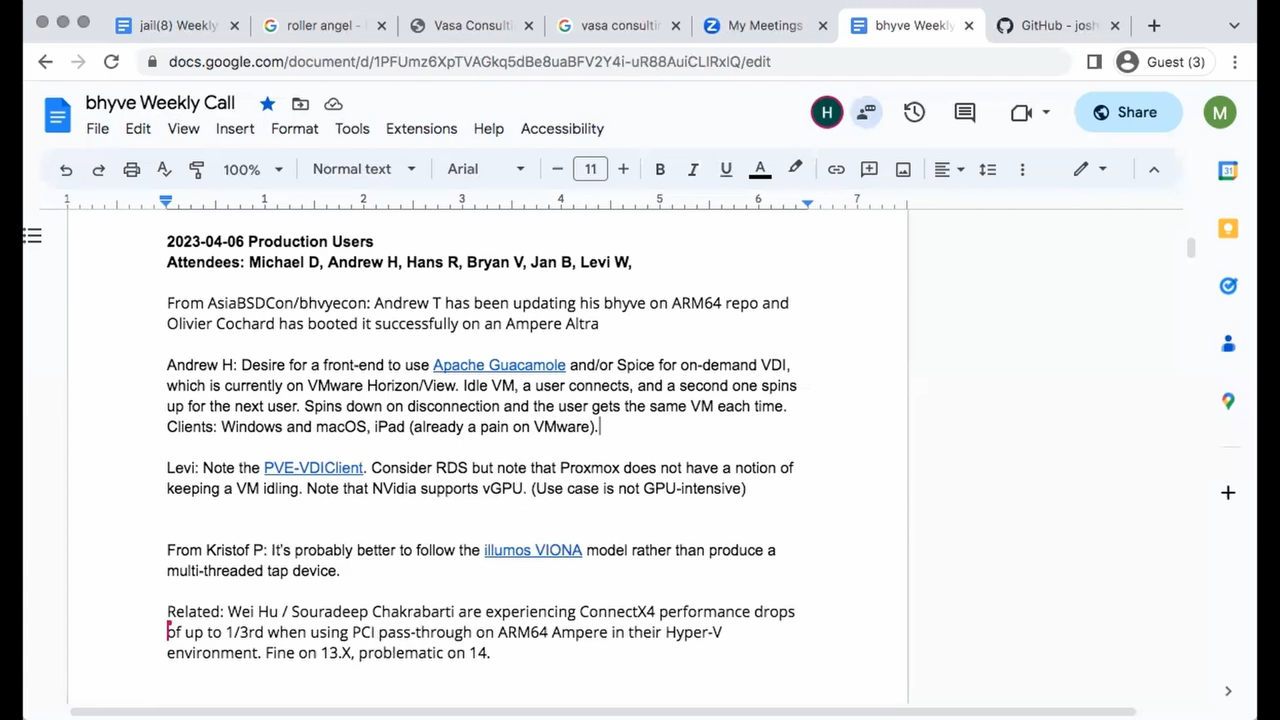 jail(8) Weekly
roller angel -
Vasa Consulti
vasa consultin
My Meetings
bhyve Weekly
GitHub - josh
docs.google.com/document/d/1PFUmz6XpTVAGkq5dBe8uaBFV2Y4i-uR88AuiCLlRxlQ/edit
Guest (3)
bhyve Weekly Call
H
Share
M
File Edit View Insert Format Tools Extensions Help Accessibility
100% Normal text Arial 11 B I U A
1 1 2 3 4 5 6 7
2023-04-06 Production Users
Attendees: Michael D, Andrew H, Hans R, Bryan V, Jan B, Levi W,
From AsiaBSDCon/bhvyecon: Andrew T has been updating his bhyve on ARM64 repo and
Olivier Cochard has booted it successfully on an Ampere Altra
Andrew H: Desire for a front-end to use Apache Guacamole and/or Spice for on-demand VDI,
which is currently on VMware Horizon/View. Idle VM, a user connects, and a second one spins
up for the next user. Spins down on disconnection and the user gets the same VM each time.
Clients: Windows and macOS, iPad (already a pain on VMware).
Levi: Note the PVE-VDIClient. Consider RDS but note that Proxmox does not have a notion of
keeping a VM idling. Note that NVidia supports vGPU. (Use case is not GPU-intensive)
From Kristof P: It's probably better to follow the illumos VIONA model rather than produce a
multi-threaded tap device.
Related: Wei Hu / Souradeep Chakrabarti are experiencing ConnectX4 performance drops
of up to 1/3rd when using PCI pass-through on ARM64 Ampere in their Hyper-V
environment. Fine on 13.X, problematic on 14.